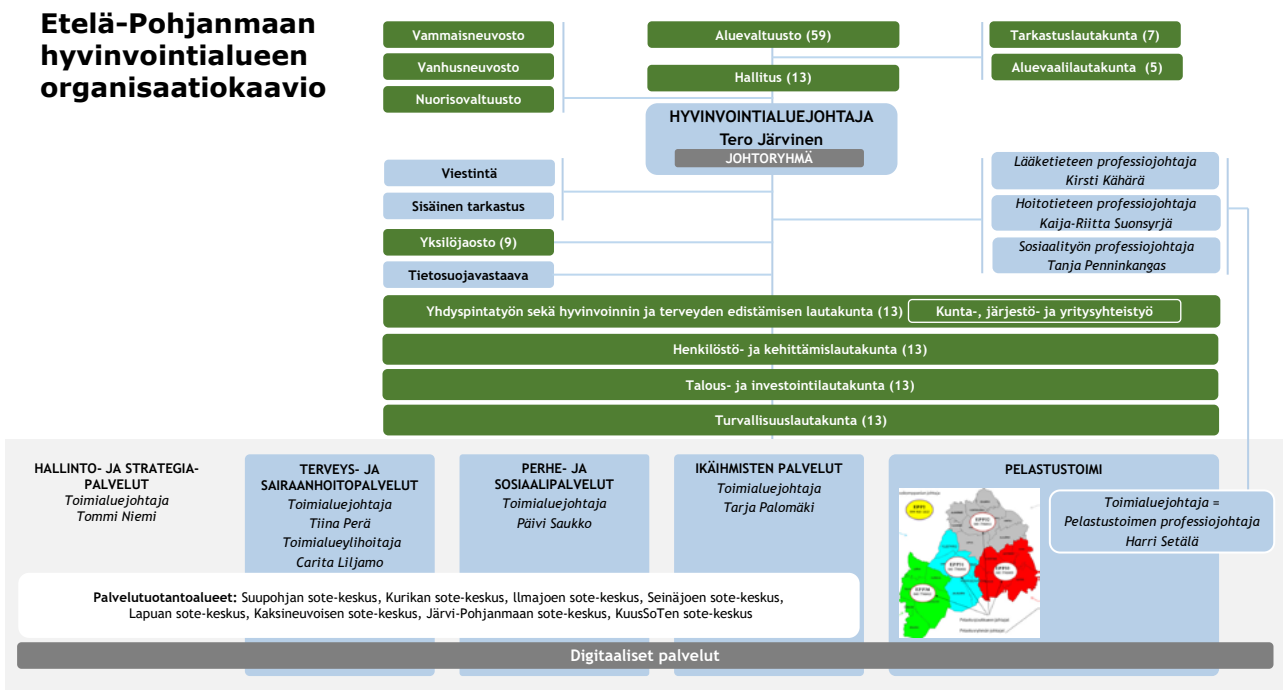 Etelä-Pohjanmaan
hyvinvointialueen
organisaatiokaavio
Vammaisneuvosto
Vanhusneuvosto
Nuorisovaltuusto
Aluevaltuusto (59)
Hallitus (13)
Tarkastuslautakunta (7)
Aluevaalilautakunta (5)
HYVINVOINTIALUEJOHTAJA
Tero Järvinen
JOHTORYHMÄ
Viestintä
Sisäinen tarkastus
Yksilöjaosto (9)
Tietosuojavastaava
Lääketieteen professiojohtaja
Kirsti Kähärä
Hoitotieteen professiojohtaja
Kaija-Riitta Suonsyrjä
Sosiaalityön professiojohtaja
Tanja Penninkangas
Yhdyspintatyön sekä hyvinvoinnin ja terveyden edistämisen lautakunta (13) Kunta-, järjestö- ja yritysyhteistyö
Henkilöstö- ja kehittämislautakunta (13)
Talous- ja investointilautakunta (13)
Turvallisuuslautakunta (13)
HALLINTO- JA STRATEGIA-
PALVELUT
Toimialuejohtaja
Tommi Niemi
TERVEYS- JA
SAIRAANHOITOPALVELUT
Toimialuejohtaja
Tiina Perä
Toimialueylihoitaja
Carita Liljamo
PERHE- JA
SOSIAALIPALVELUT
Toimialuejohtaja
Päivi Saukko
IKÄIHMISTEN PALVELUT
Toimialuejohtaja
Tarja Palomäki
PELASTUSTOIMI
Toimialuejohtaja =
Pelastustoimen professiojohtaja
Harri Setälä
Palvelutuotantoalueet: Suupohjan sote-keskus, Kurikan sote-keskus, Ilmajoen sote-keskus, Seinäjoen sote-keskus,
Lapuan sote-keskus, Kaksineuvoisen sote-keskus, Järvi-Pohjanmaan sote-keskus, KuusSoTen sote-keskus
Digitaaliset palvelut